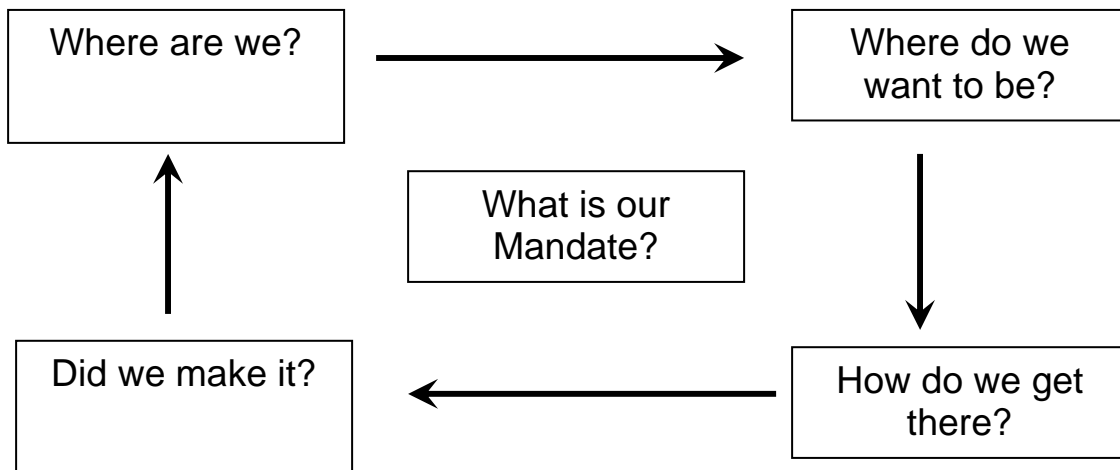 Where are we?
Where do we
want to be?
What is our
Mandate?
Did we make it?
How do we get
there?